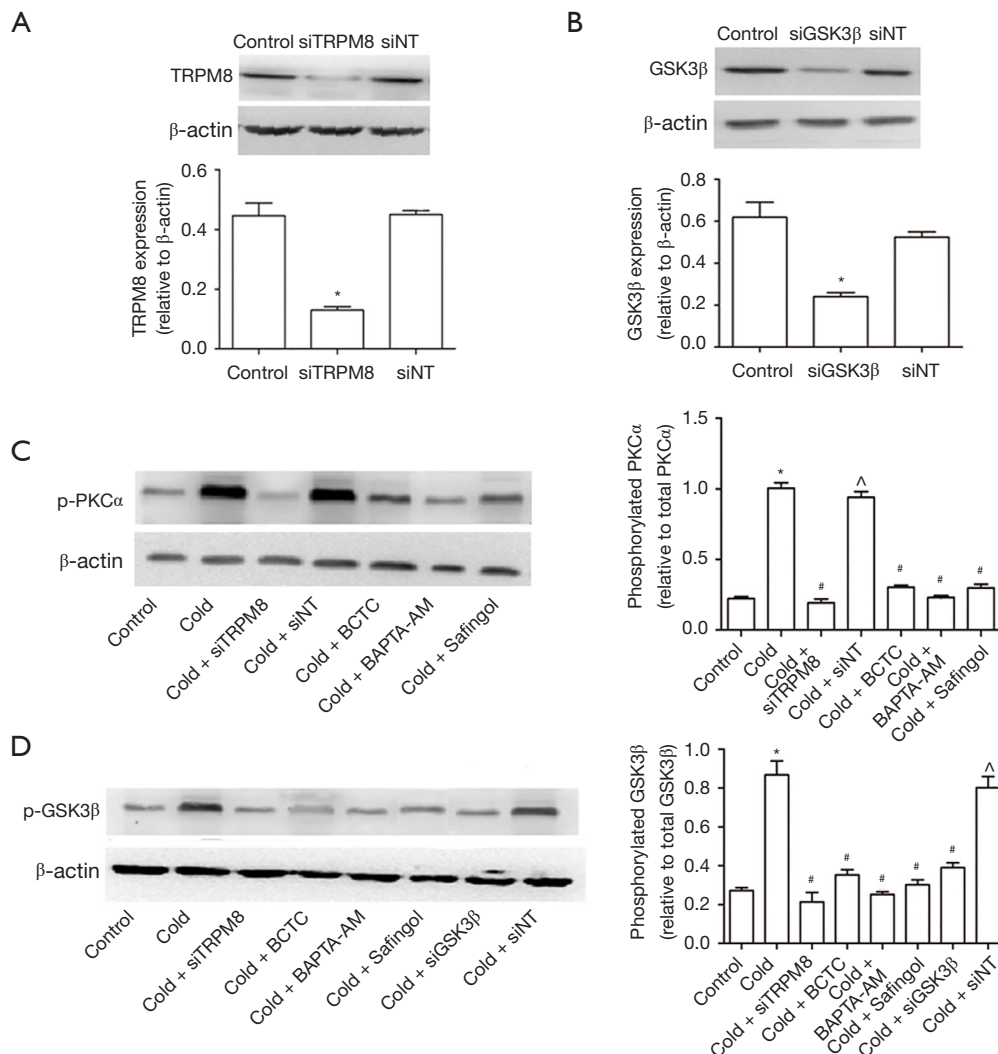 A
Control siTRPM8 siNT
TRPM8
β-actin
TRPM8 expression
(relative to β-actin)
0.6
0.4
0.2
0.0
*
Control siTRPM8 siNT
B
Control siGSK3β siNT
GSK3β
β-actin
GSK3β expression
(relative to β-actin)
0.8
0.6
0.4
0.2
0.0
*
Control siGSK3β siNT
C
p-PKCα
β-actin
Control
Cold
Cold + siTRPM8
Cold + siNT
Cold + BCTC
Cold + BAPTA-AM
Cold + Safingol
Phosphorylated PKCα
(relative to total PKCα)
1.5
1.0
0.5
0.0
*
#
^
#
#
#
Control
Cold
Cold +
siTRPM8
Cold + siNT
Cold + BCTC
Cold +
BAPTA-AM
Cold + Safingol
D
p-GSK3β
β-actin
Control
Cold
Cold + siTRPM8
Cold + BCTC
Cold + BAPTA-AM
Cold + Safingol
Cold + siGSK3β
Cold + siNT
Phosphorylated GSK3β
(relative to total GSK3β)
1.0
0.8
0.6
0.4
0.2
0.0
*
#
#
#
#
#
^
Control
Cold
Cold + siTRPM8
Cold + BCTC
Cold +
BAPTA-AM
Cold + Safingol
Cold + siGSK3β
Cold + siNT